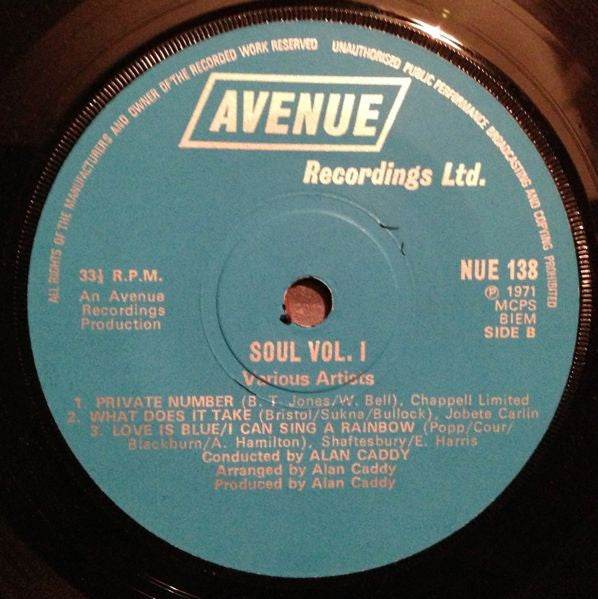 ALL RIGHTS OF THE MANUFACTURERS AND OWNER OF THE RECORDED WORK RESERVED UNAUTHORISED PUBLIC PERFORMANCE BROADCASTING AND COPYING PROHIBITED
AVENUE
Recordings Ltd.
33⅓ R.P.M.
An Avenue
Recordings
Production
NUE 138
℗ 1971
MCPS
BIEM
SIDE B
SOUL VOL. I
Various Artists
1. PRIVATE NUMBER (B. T. Jones/W. Bell), Chappell Limited
2. WHAT DOES IT TAKE (Bristol/Sukna/Bullock), Jobete Carlin
3. LOVE IS BLUE/I CAN SING A RAINBOW (Popp/Cour/
Blackburn/A. Hamilton), Shaftesbury/E. Harris
Conducted by ALAN CADDY
Arranged by Alan Caddy
Produced by Alan Caddy